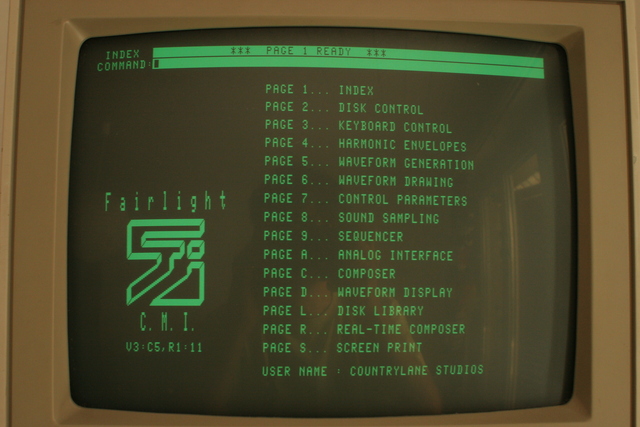 INDEX *** PAGE 1 READY ***
COMMAND:
PAGE 1... INDEX
PAGE 2... DISK CONTROL
PAGE 3... KEYBOARD CONTROL
PAGE 4... HARMONIC ENVELOPES
PAGE 5... WAVEFORM GENERATION
PAGE 6... WAVEFORM DRAWING
PAGE 7... CONTROL PARAMETERS
PAGE 8... SOUND SAMPLING
PAGE 9... SEQUENCER
PAGE A... ANALOG INTERFACE
PAGE C... COMPOSER
PAGE D... WAVEFORM DISPLAY
PAGE L... DISK LIBRARY
PAGE R... REAL-TIME COMPOSER
PAGE S... SCREEN PRINT
USER NAME : COUNTRYLANE STUDIOS
Fairlight
C. M. I.
V3:C5,R1:11